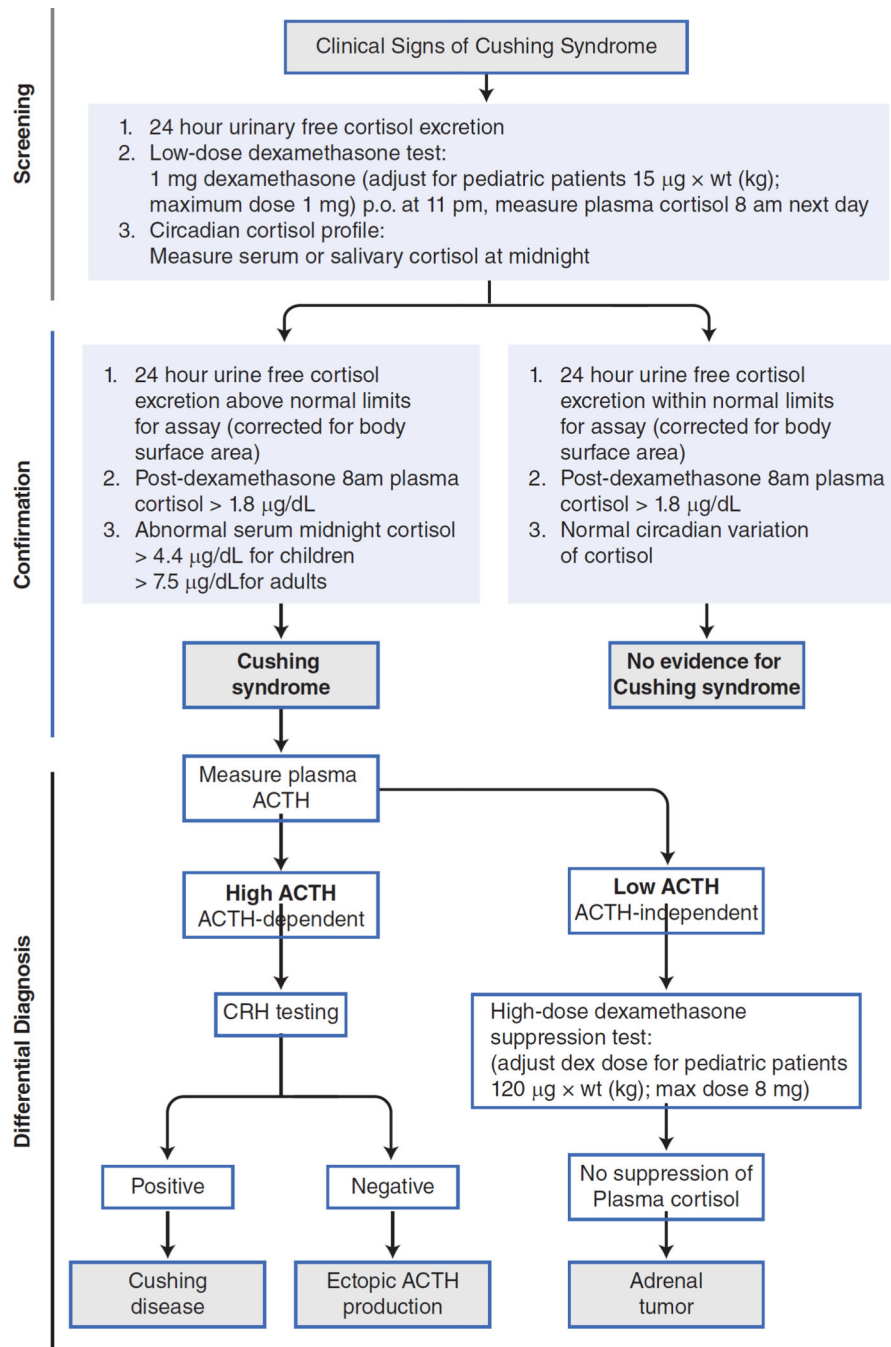 Screening
Clinical Signs of Cushing Syndrome
1. 24 hour urinary free cortisol excretion
2. Low-dose dexamethasone test:
1 mg dexamethasone (adjust for pediatric patients 15 μg × wt (kg);
maximum dose 1 mg) p.o. at 11 pm, measure plasma cortisol 8 am next day
3. Circadian cortisol profile:
Measure serum or salivary cortisol at midnight
Confirmation
1. 24 hour urine free cortisol
excretion above normal limits
for assay (corrected for body
surface area)
2. Post-dexamethasone 8am plasma
cortisol > 1.8 μg/dL
3. Abnormal serum midnight cortisol
> 4.4 μg/dL for children
> 7.5 μg/dLfor adults
1. 24 hour urine free cortisol
excretion within normal limits
for assay (corrected for body
surface area)
2. Post-dexamethasone 8am plasma
cortisol > 1.8 μg/dL
3. Normal circadian variation
of cortisol
Cushing
syndrome
No evidence for
Cushing syndrome
Differential Diagnosis
Measure plasma
ACTH
High ACTH
ACTH-dependent
Low ACTH
ACTH-independent
CRH testing
High-dose dexamethasone
suppression test:
(adjust dex dose for pediatric patients
120 μg × wt (kg); max dose 8 mg)
Positive
Negative
No suppression of
Plasma cortisol
Cushing
disease
Ectopic ACTH
production
Adrenal
tumor